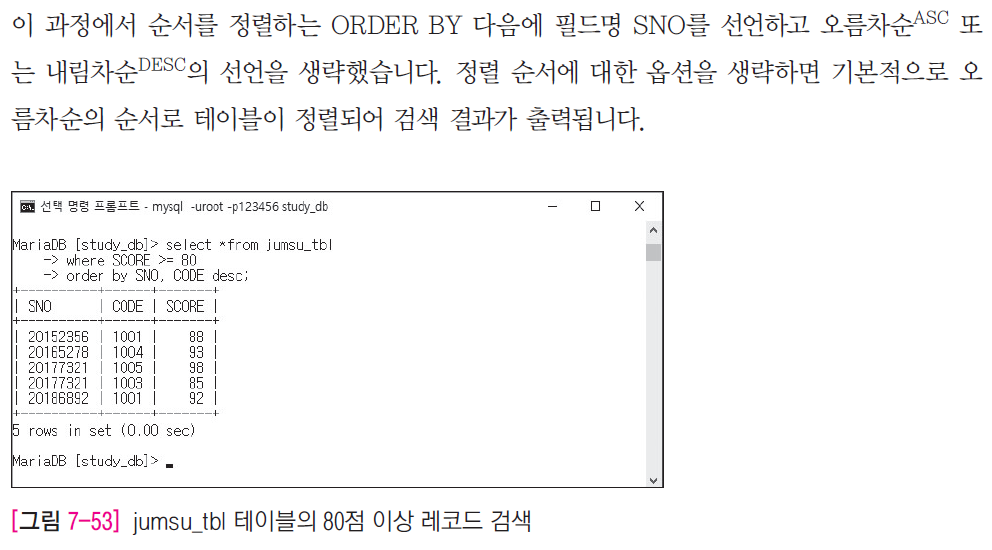 이 과정에서 순서를 정렬하는 ORDER BY 다음에 필드명 SNO를 선언하고 오름차순ASC 또
는 내림차순DESC의 선언을 생략했습니다. 정렬 순서에 대한 옵션을 생략하면 기본적으로 오
름차순의 순서로 테이블이 정렬되어 검색 결과가 출력됩니다.
선택 명령 프롬프트 - mysql -uroot -p123456 study_db
MariaDB [study_db]> select *from jumsu_tbl
-> where SCORE >= 80
-> order by SNO, CODE desc;
+----------+------+-------+
| SNO | CODE | SCORE |
+----------+------+-------+
| 20152356 | 1001 | 88 |
| 20165278 | 1004 | 93 |
| 20177321 | 1005 | 98 |
| 20177321 | 1003 | 85 |
| 20186892 | 1001 | 92 |
+----------+------+-------+
5 rows in set (0.00 sec)
MariaDB [study_db]>
[그림 7-53] jumsu_tbl 테이블의 80점 이상 레코드 검색